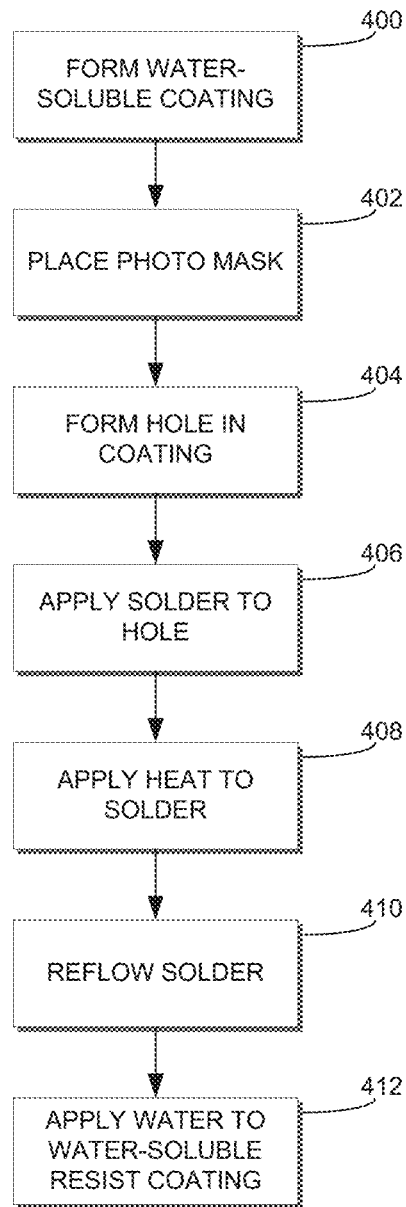 400
FORM WATER-
SOLUBLE COATING
402
PLACE PHOTO MASK
404
FORM HOLE IN
COATING
406
APPLY SOLDER TO
HOLE
408
APPLY HEAT TO
SOLDER
410
REFLOW SOLDER
412
APPLY WATER TO
WATER-SOLUBLE
RESIST COATING